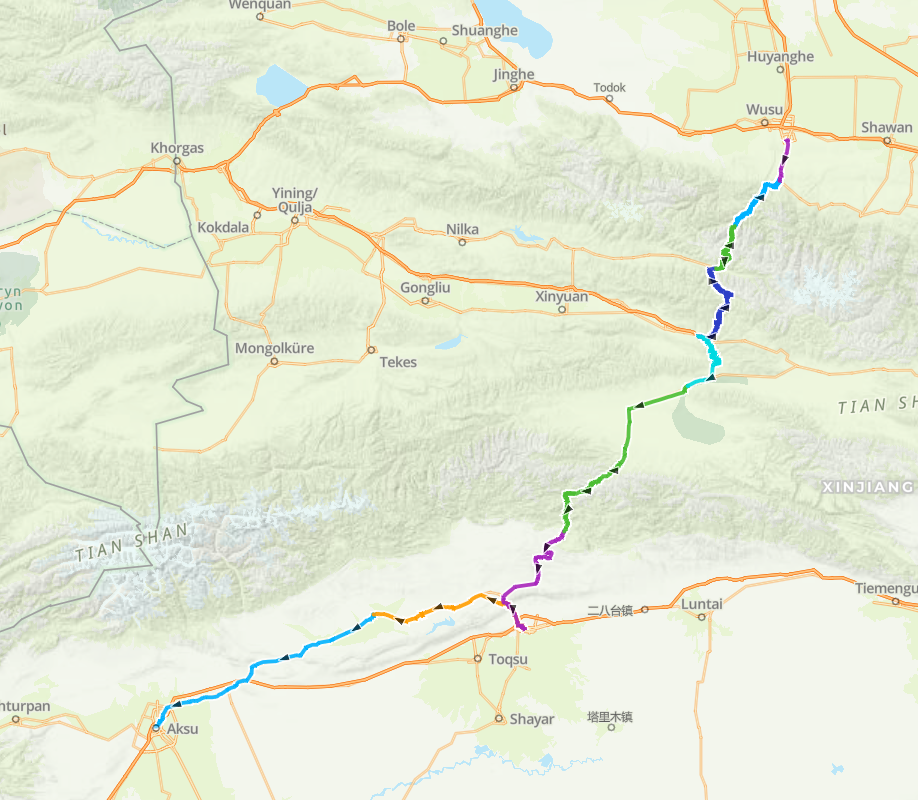 Wenquan
Bole
Shuanghe
Huyanghe
Jinghe
Todok
Wusu
Shawan
l
Khorgas
Yining/
Qulja
Kokdala
Nilka
ryn
yon
Gongliu
Xinyuan
Mongolküre
Tekes
TIAN SH
XINJIANG
TIAN SHAN
Tiemengu
二八台镇
Luntai
Toqsu
hturpan
Aksu
Shayar
塔里木镇